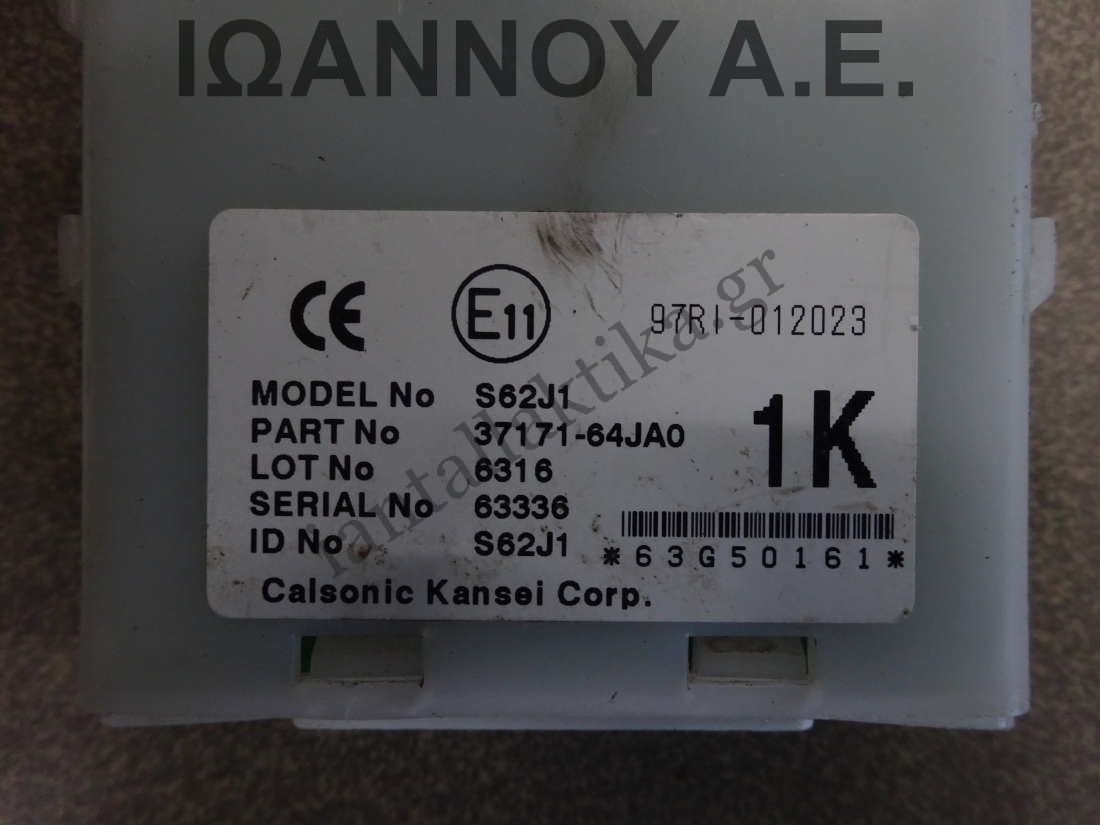 ΙΩΑΝΝΟΥ Α.Ε.
CE E11 97RI-012023
MODEL No S62J1
PART No 37171-64JA0
LOT No 6316
SERIAL No 63336
ID No S62J1
1K
*63G50161*
Calsonic Kansei Corp.
iantallaktika.gr